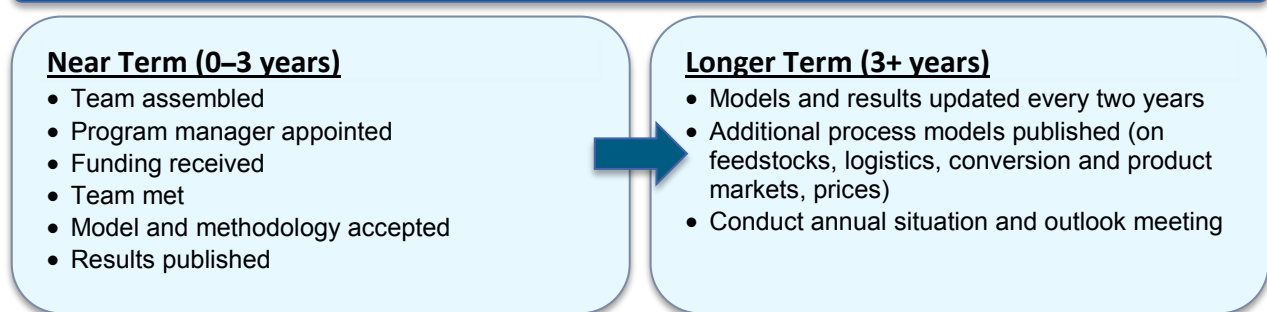 Near Term (0–3 years)
• Team assembled
• Program manager appointed
• Funding received
• Team met
• Model and methodology accepted
• Results published
Longer Term (3+ years)
• Models and results updated every two years
• Additional process models published (on
feedstocks, logistics, conversion and product
markets, prices)
• Conduct annual situation and outlook meeting